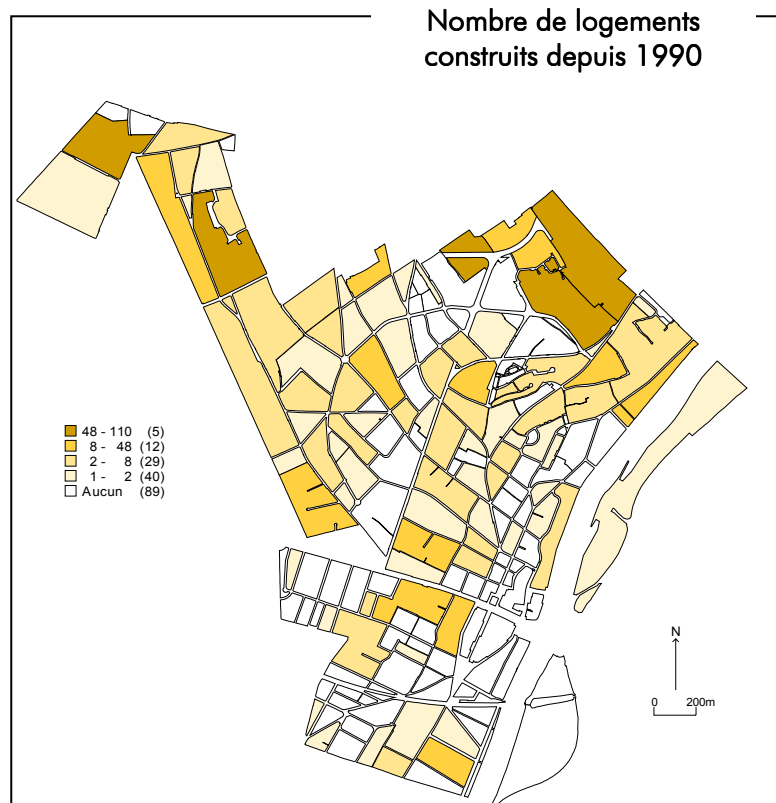 Nombre de logements
construits depuis 1990
48 - 110 (5)
8 - 48 (12)
2 - 8 (29)
1 - 2 (40)
Aucun (89)
N
0 200m